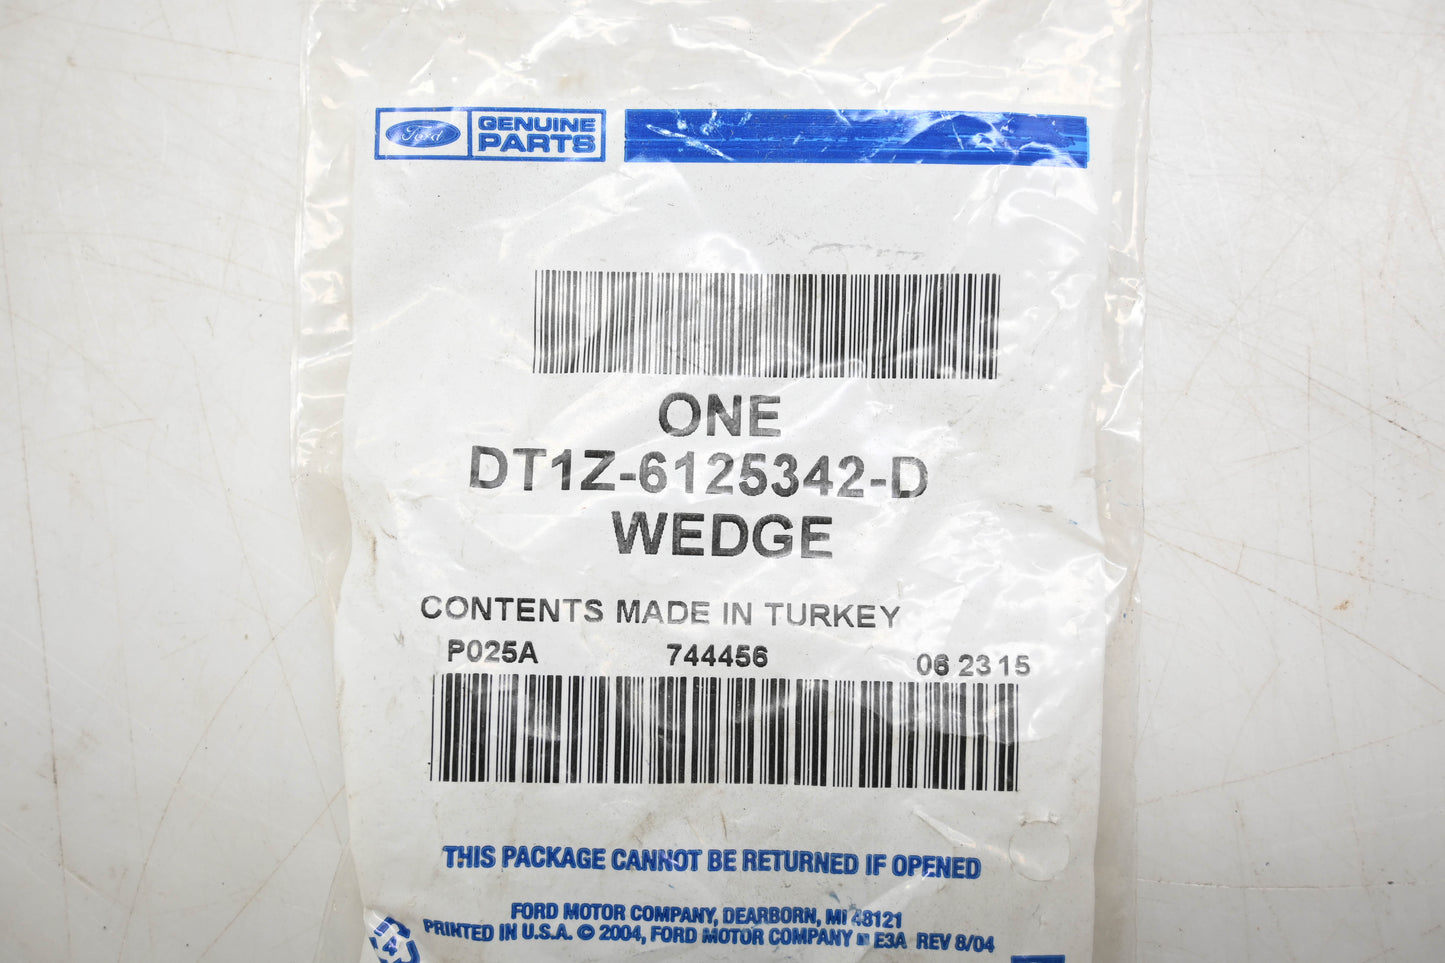 Ford GENUINE
PARTS
ONE
DT1Z-6125342-D
WEDGE
CONTENTS MADE IN TURKEY
P025A 744456 06 23 15
THIS PACKAGE CANNOT BE RETURNED IF OPENED
FORD MOTOR COMPANY, DEARBORN, MI 48121
PRINTED IN U.S.A. © 2004, FORD MOTOR COMPANY ■ E3A REV 8/04
4